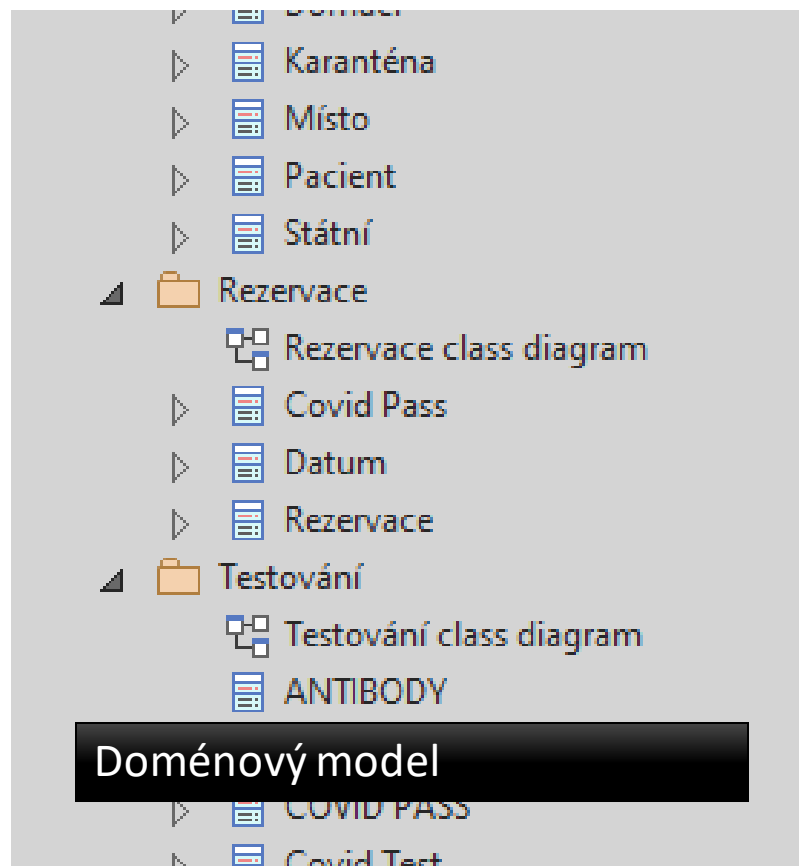 Domácí
Karanténa
Místo
Pacient
Státní
Rezervace
Rezervace class diagram
Covid Pass
Datum
Rezervace
Testování
Testování class diagram
ANTIBODY
Doménový model
COVID PASS
Covid Test